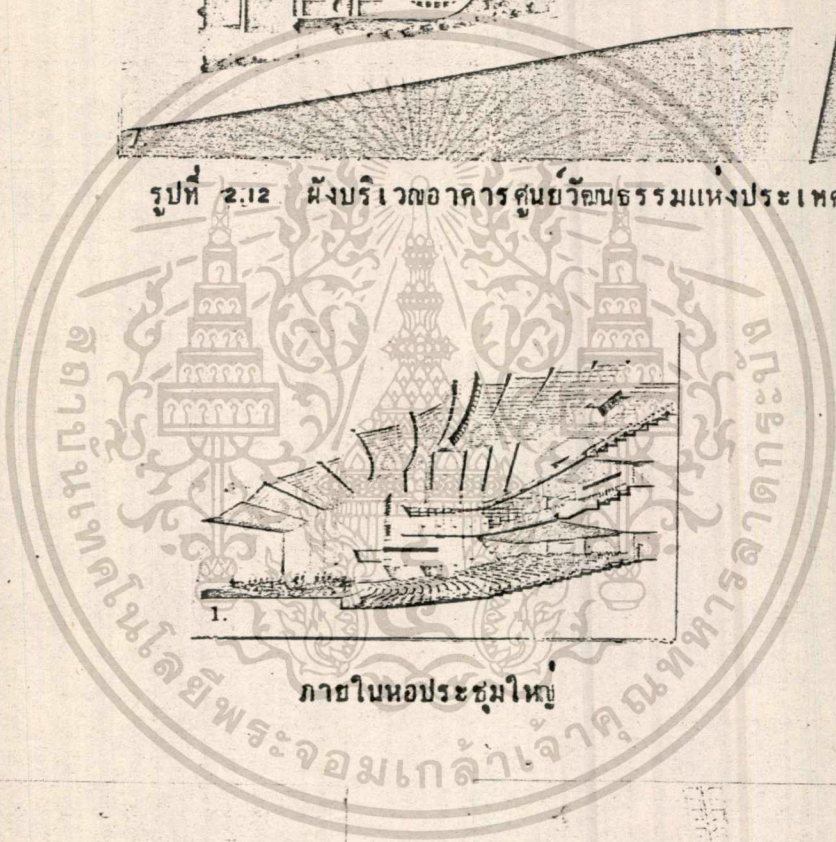 รูปที่ 2.12 ผังบริเวณอาคารศูนย์วัฒนธรรมแห่งประเทศ
1.
ภายในหอประชุมใหญ่
สถาบันเทคโนโลยีพระจอมเกล้าเจ้าคุณทหารลาดกระบัง